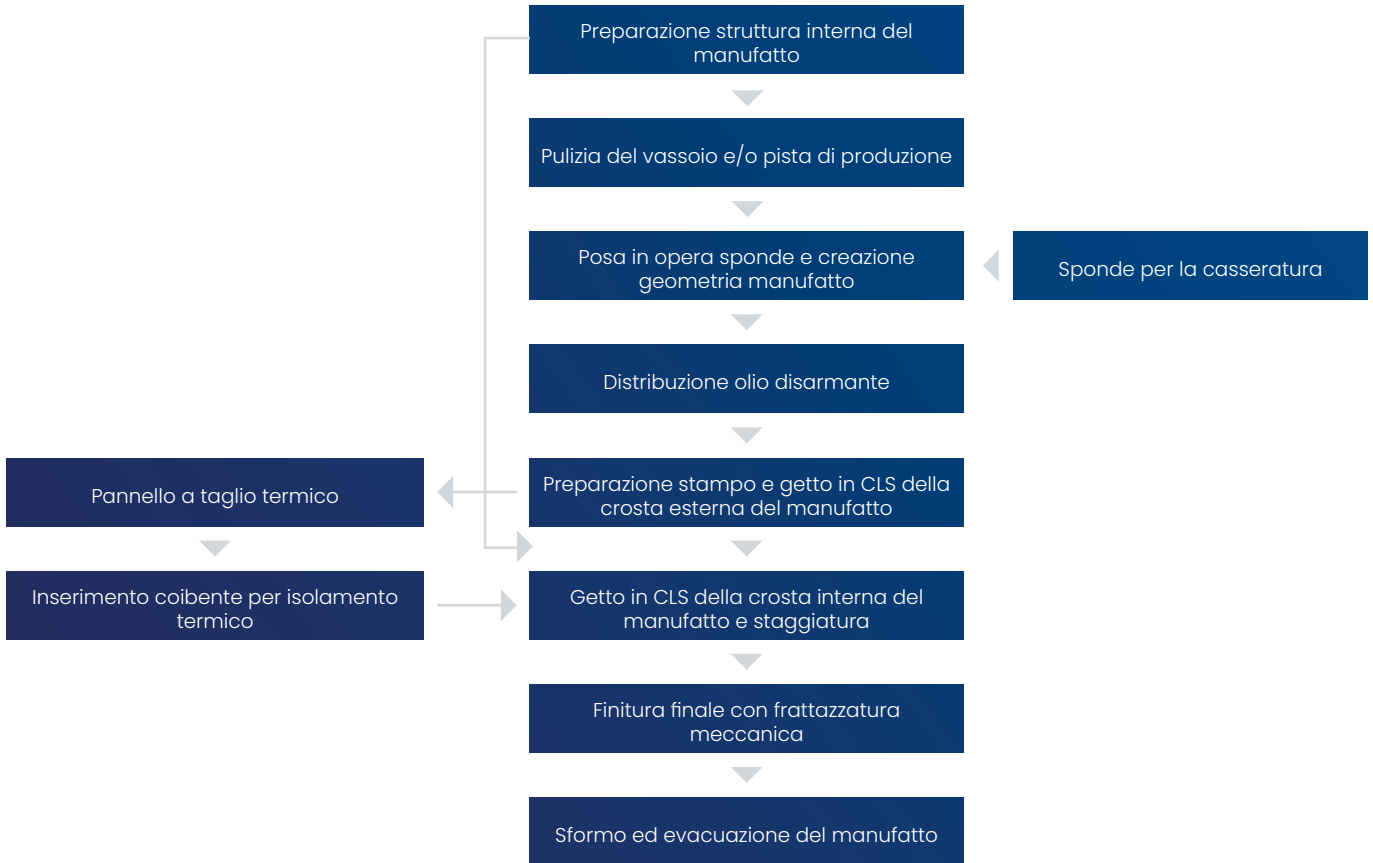 Preparazione struttura interna del
manufatto
Pulizia del vassoio e/o pista di produzione
Posa in opera sponde e creazione
geometria manufatto
Sponde per la casseratura
Distribuzione olio disarmante
Pannello a taglio termico
Preparazione stampo e getto in CLS della
crosta esterna del manufatto
Inserimento coibente per isolamento
termico
Getto in CLS della crosta interna del
manufatto e staggiatura
Finitura finale con frattazzatura
meccanica
Sformo ed evacuazione del manufatto